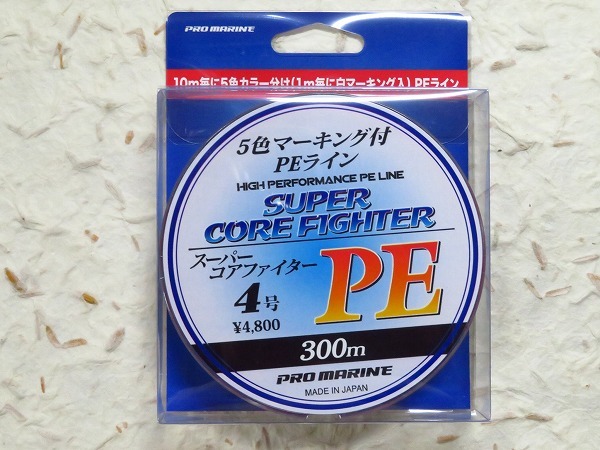 PRO MARINE
10m毎に5色カラー分け(1m毎に白マーキング入) PEライン
5色マーキング付
PEライン
HIGH PERFORMANCE PE LINE
SUPER
CORE FIGHTER
スーパー
コアファイター
PE
4号
¥4,800
300m
PRO MARINE
MADE IN JAPAN